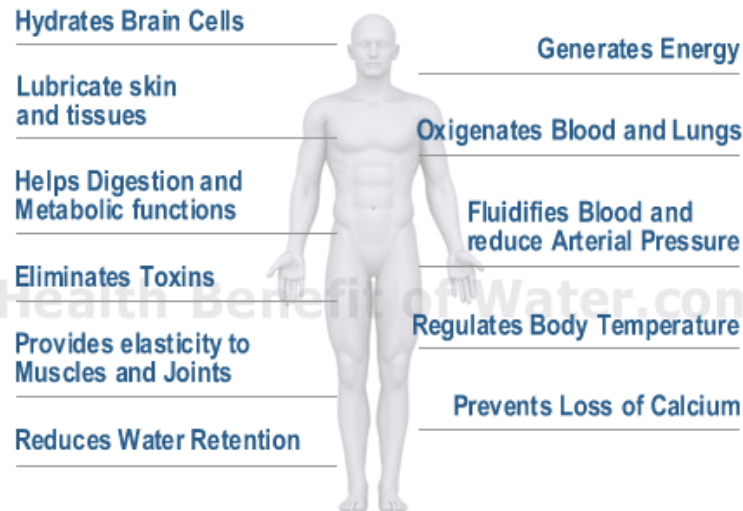 Hydrates Brain Cells
Lubricate skin
and tissues
Helps Digestion and
Metabolic functions
Eliminates Toxins
Provides elasticity to
Muscles and Joints
Reduces Water Retention
Generates Energy
Oxigenates Blood and Lungs
Fluidifies Blood and
reduce Arterial Pressure
Regulates Body Temperature
Prevents Loss of Calcium
Health Benefit of Water.com